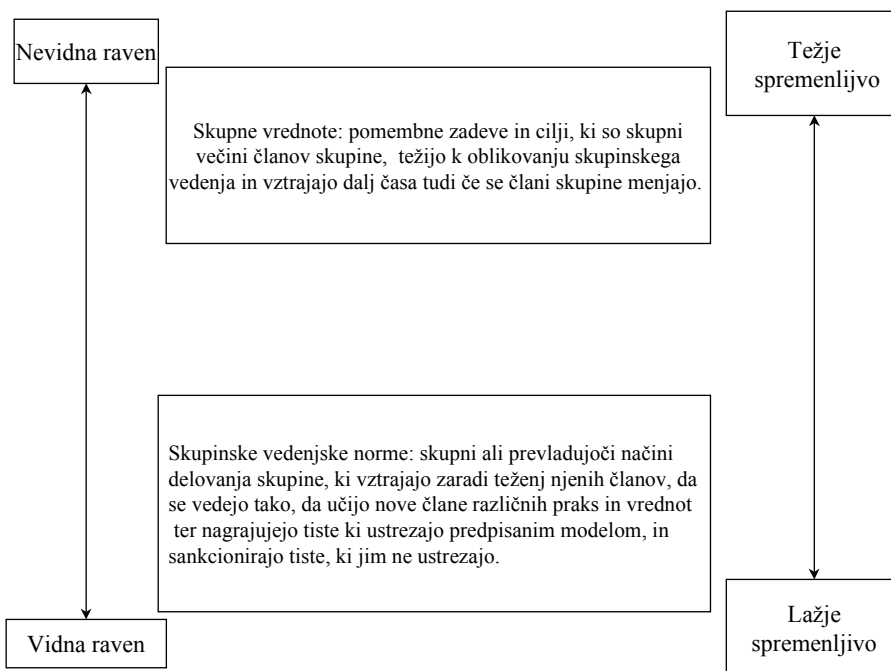 Nevidna raven
Težje
spremenlijvo
Skupne vrednote: pomembne zadeve in cilji, ki so skupni
večini članov skupine, težijo k oblikovanju skupinskega
vedenja in vztrajajo dalj časa tudi če se člani skupine menjajo.
Skupinske vedenjske norme: skupni ali prevladujoči načini
delovanja skupine, ki vztrajajo zaradi teženj njenih članov, da
se vedejo tako, da učijo nove člane različnih praks in vrednot
ter nagrajujejo tiste ki ustrezajo predpisanim modelom, in
sankcionirajo tiste, ki jim ne ustrezajo.
Vidna raven
Lažje
spremenljivo